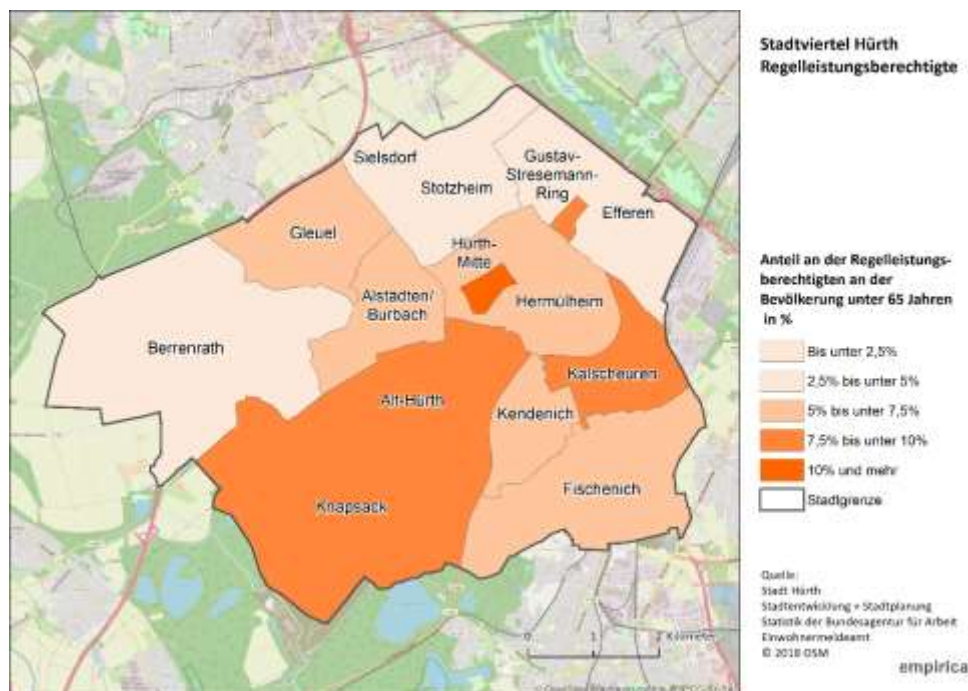 Stadtviertel Hürth
Regelleistungsberechtigte
Sielsdorf
Stotzheim
Gustav-
Stresemann-
Ring
Efferen
Gleuel
Hürth-
Mitte
Alstädten/
Burbach
Hermülheim
Berrenrath
Kalscheuren
Alt-Hürth
Kendenich
Fischenich
Knapsack
Anteil an der Regelleistungs-
berechtigten an der
Bevölkerung unter 65 Jahren
in %
Bis unter 2,5%
2,5% bis unter 5%
5% bis unter 7,5%
7,5% bis unter 10%
10% und mehr
Stadtgrenze
0 1 2 Kilometer
Quelle:
Stadt Hürth
Stadtentwicklung + Stadtplanung
Statistik der Bundesagentur für Arbeit
Einwohnermeldeamt
© 2018 OSM
empirica